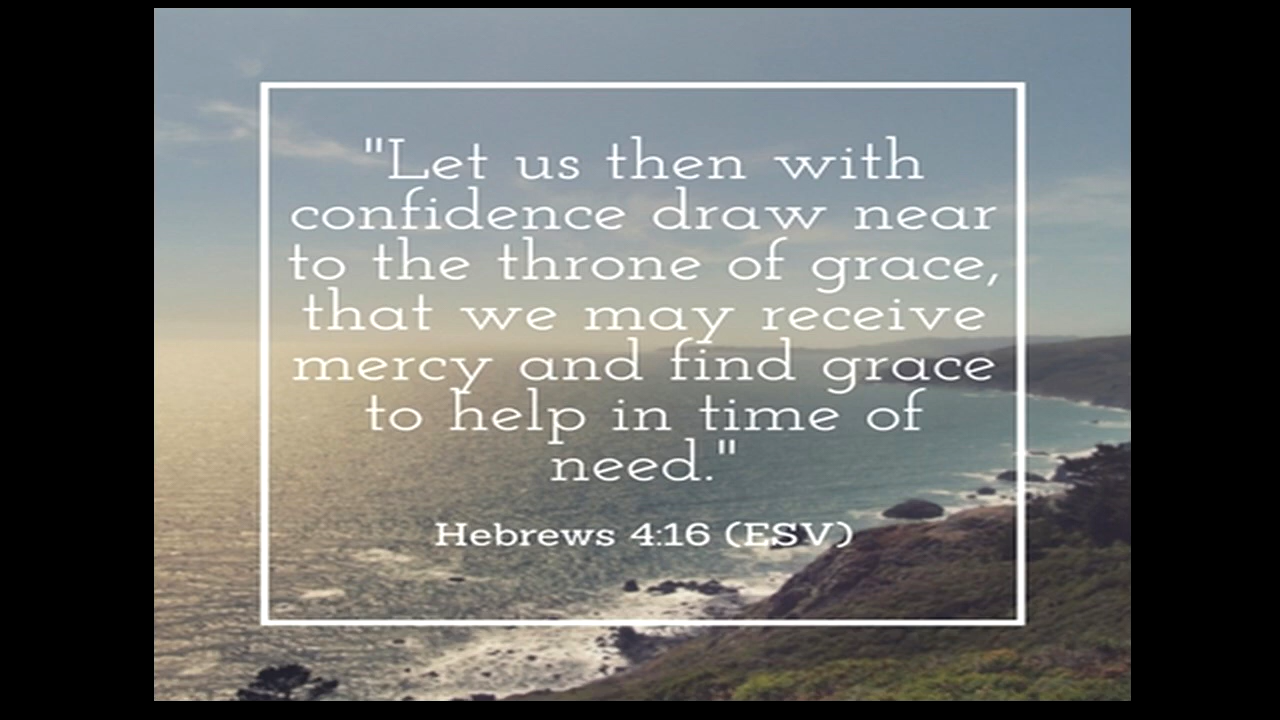 "Let us then with
confidence draw near
to the throne of grace,
that we may receive
mercy and find grace
to help in time of
need."
Hebrews 4:16 (ESV)